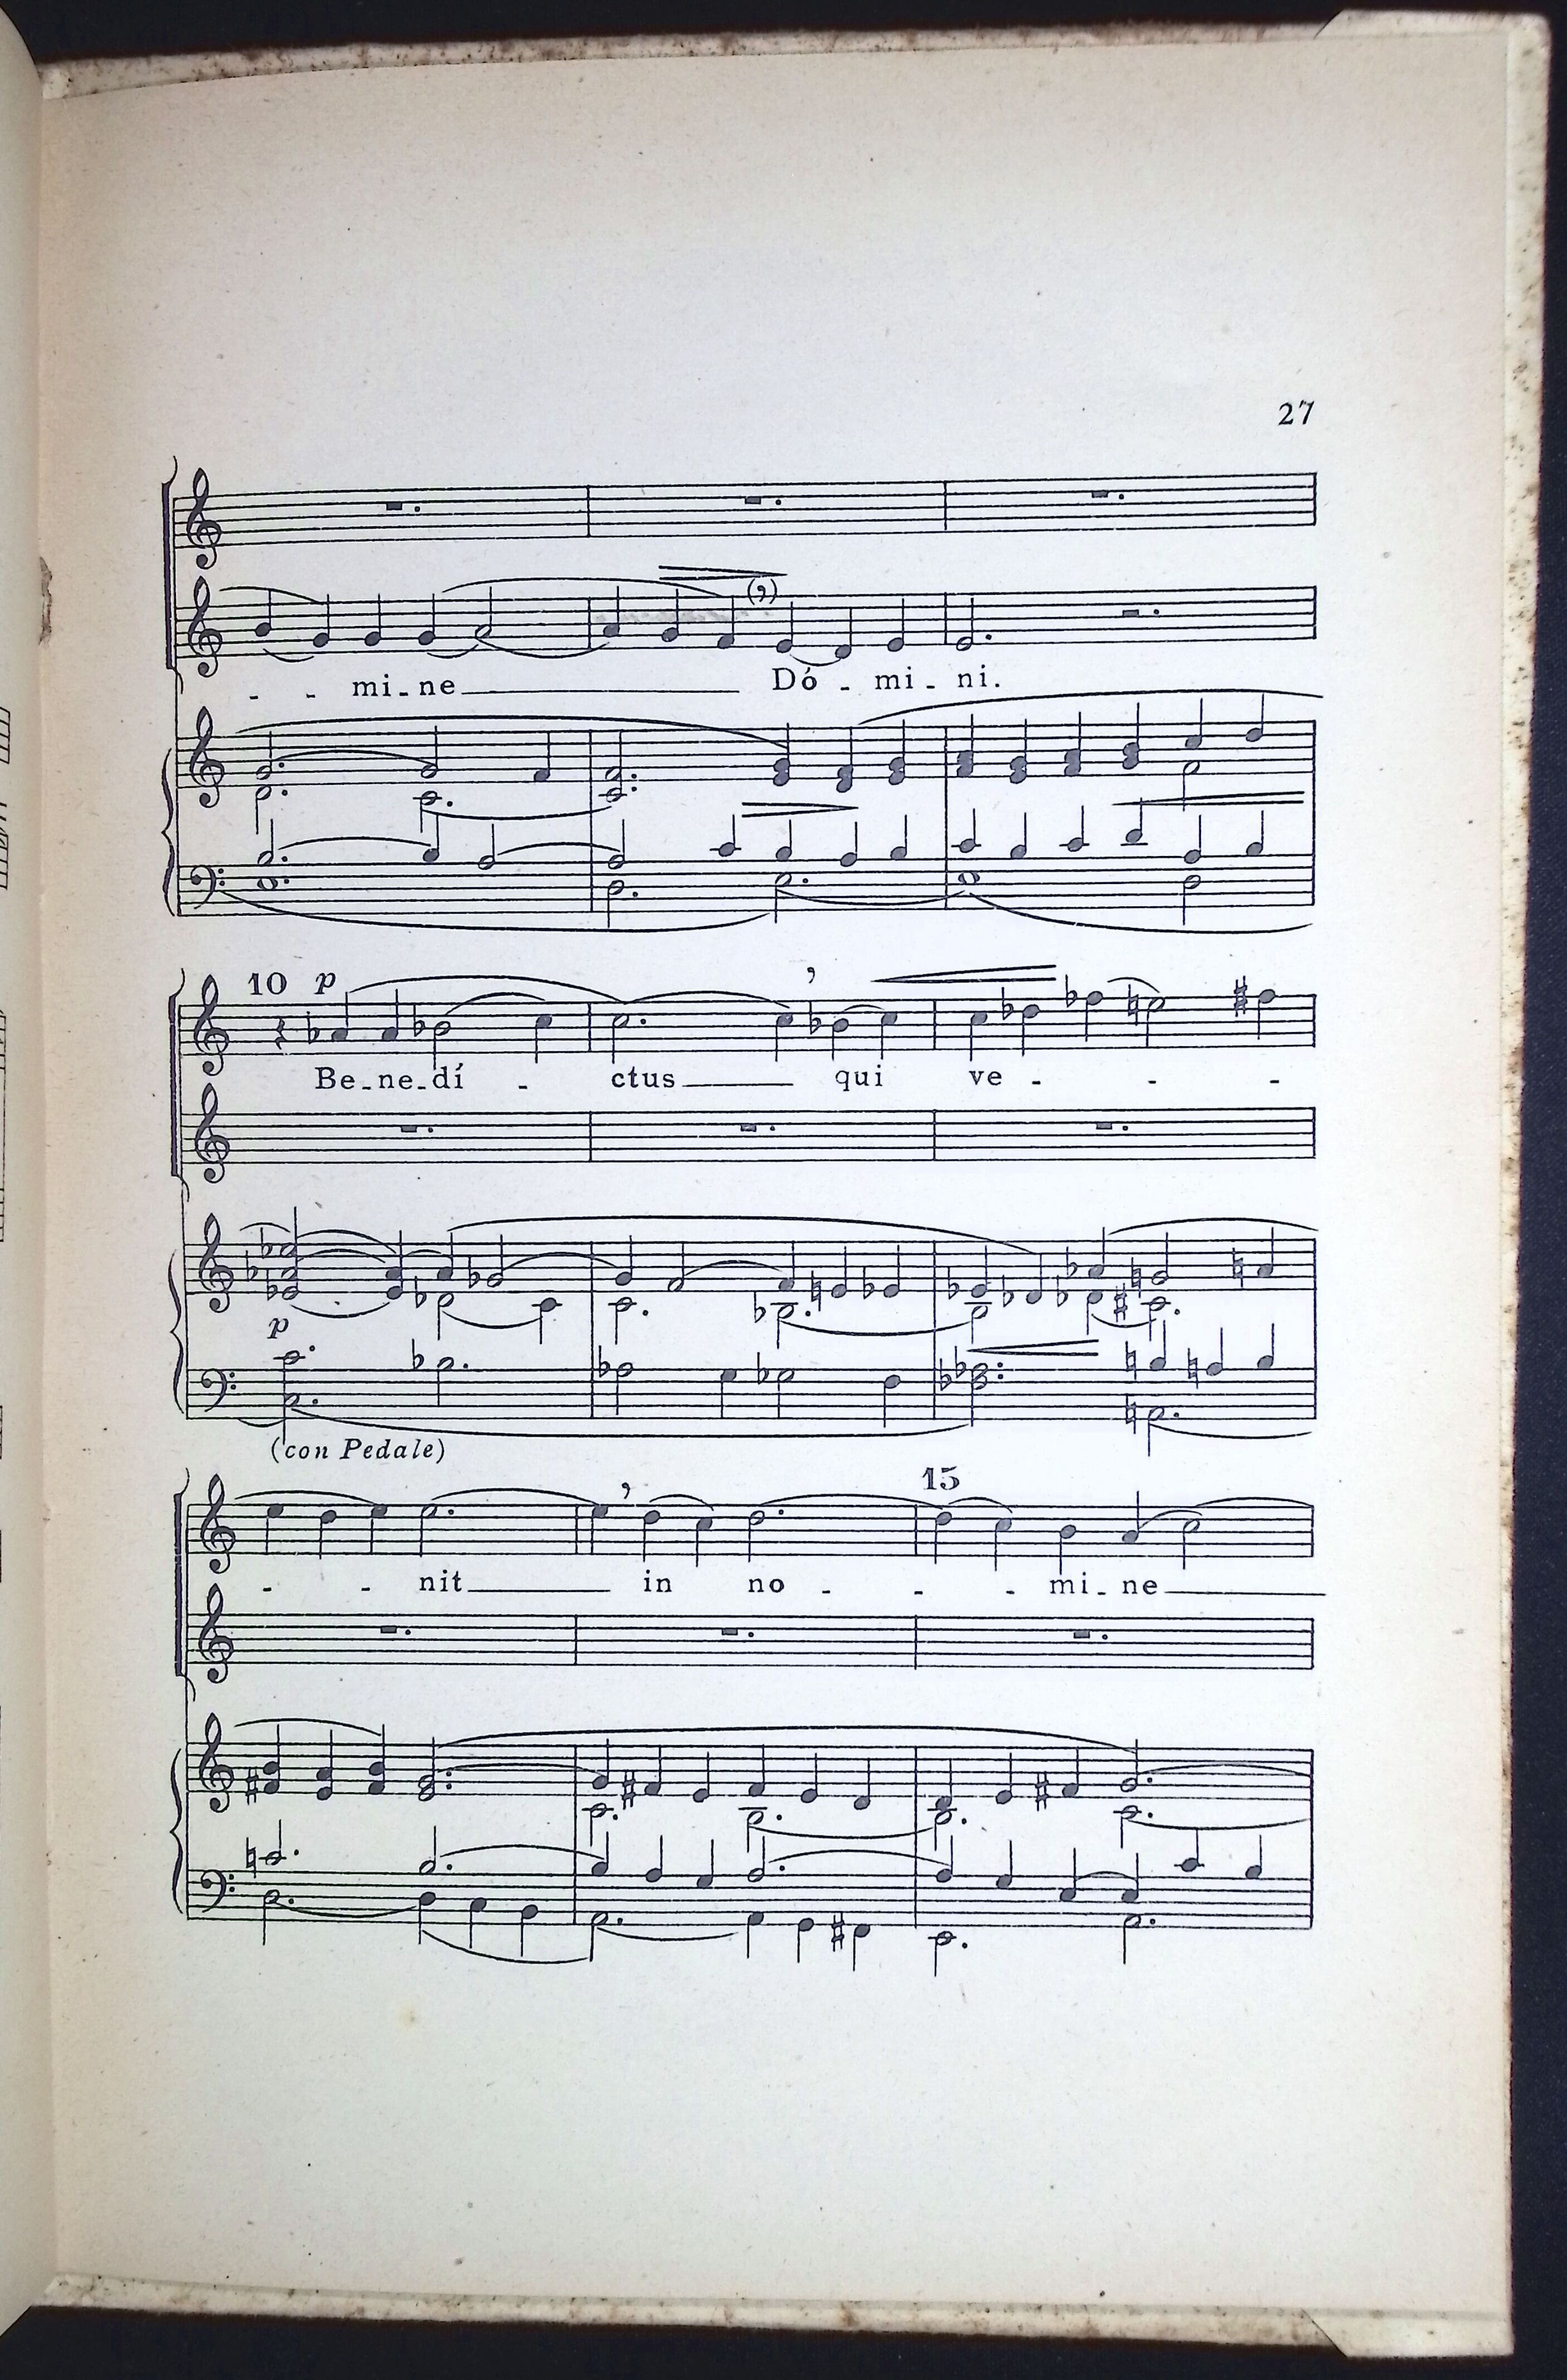 27
(,)
- - mi - ne Dó - mi - ni.
10 p
,
Be - ne - dí - ctus qui ve - - -
p
(con Pedale)
15
,
- - nit in no - - - mi - ne